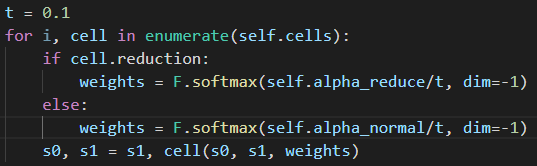 t = 0.1
for i, cell in enumerate(self.cells):
    if cell.reduction:
        weights = F.softmax(self.alpha_reduce/t, dim=-1)
    else:
        weights = F.softmax(self.alpha_normal/t, dim=-1)
    s0, s1 = s1, cell(s0, s1, weights)